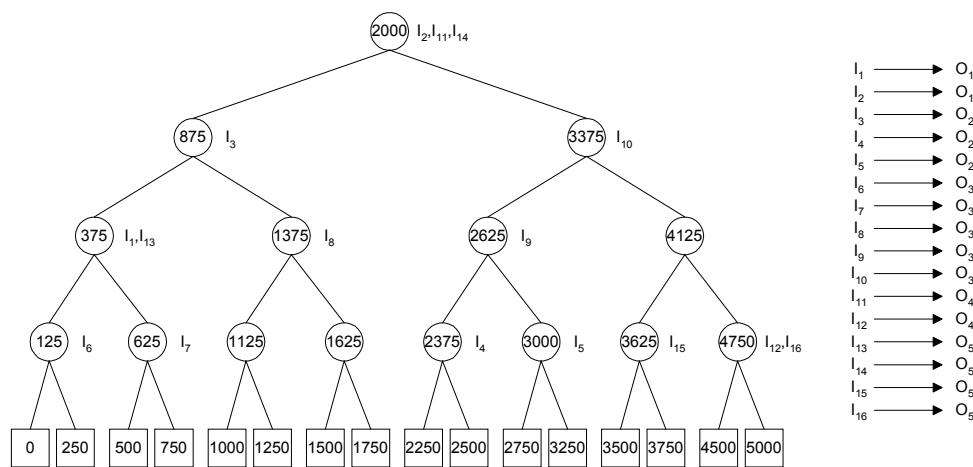 2000 I₂,I₁₁,I₁₄
875 I₃ 3375 I₁₀
375 I₁,I₁₃ 1375 I₈ 2625 I₉ 4125
125 I₆ 625 I₇ 1125 1625 2375 I₄ 3000 I₅ 3625 I₁₅ 4750 I₁₂,I₁₆
0 250 500 750 1000 1250 1500 1750 2250 2500 2750 3250 3500 3750 4500 5000
I₁ → O₁
I₂ → O₁
I₃ → O₂
I₄ → O₂
I₅ → O₂
I₆ → O₃
I₇ → O₃
I₈ → O₃
I₉ → O₃
I₁₀ → O₃
I₁₁ → O₄
I₁₂ → O₄
I₁₃ → O₅
I₁₄ → O₅
I₁₅ → O₅
I₁₆ → O₅